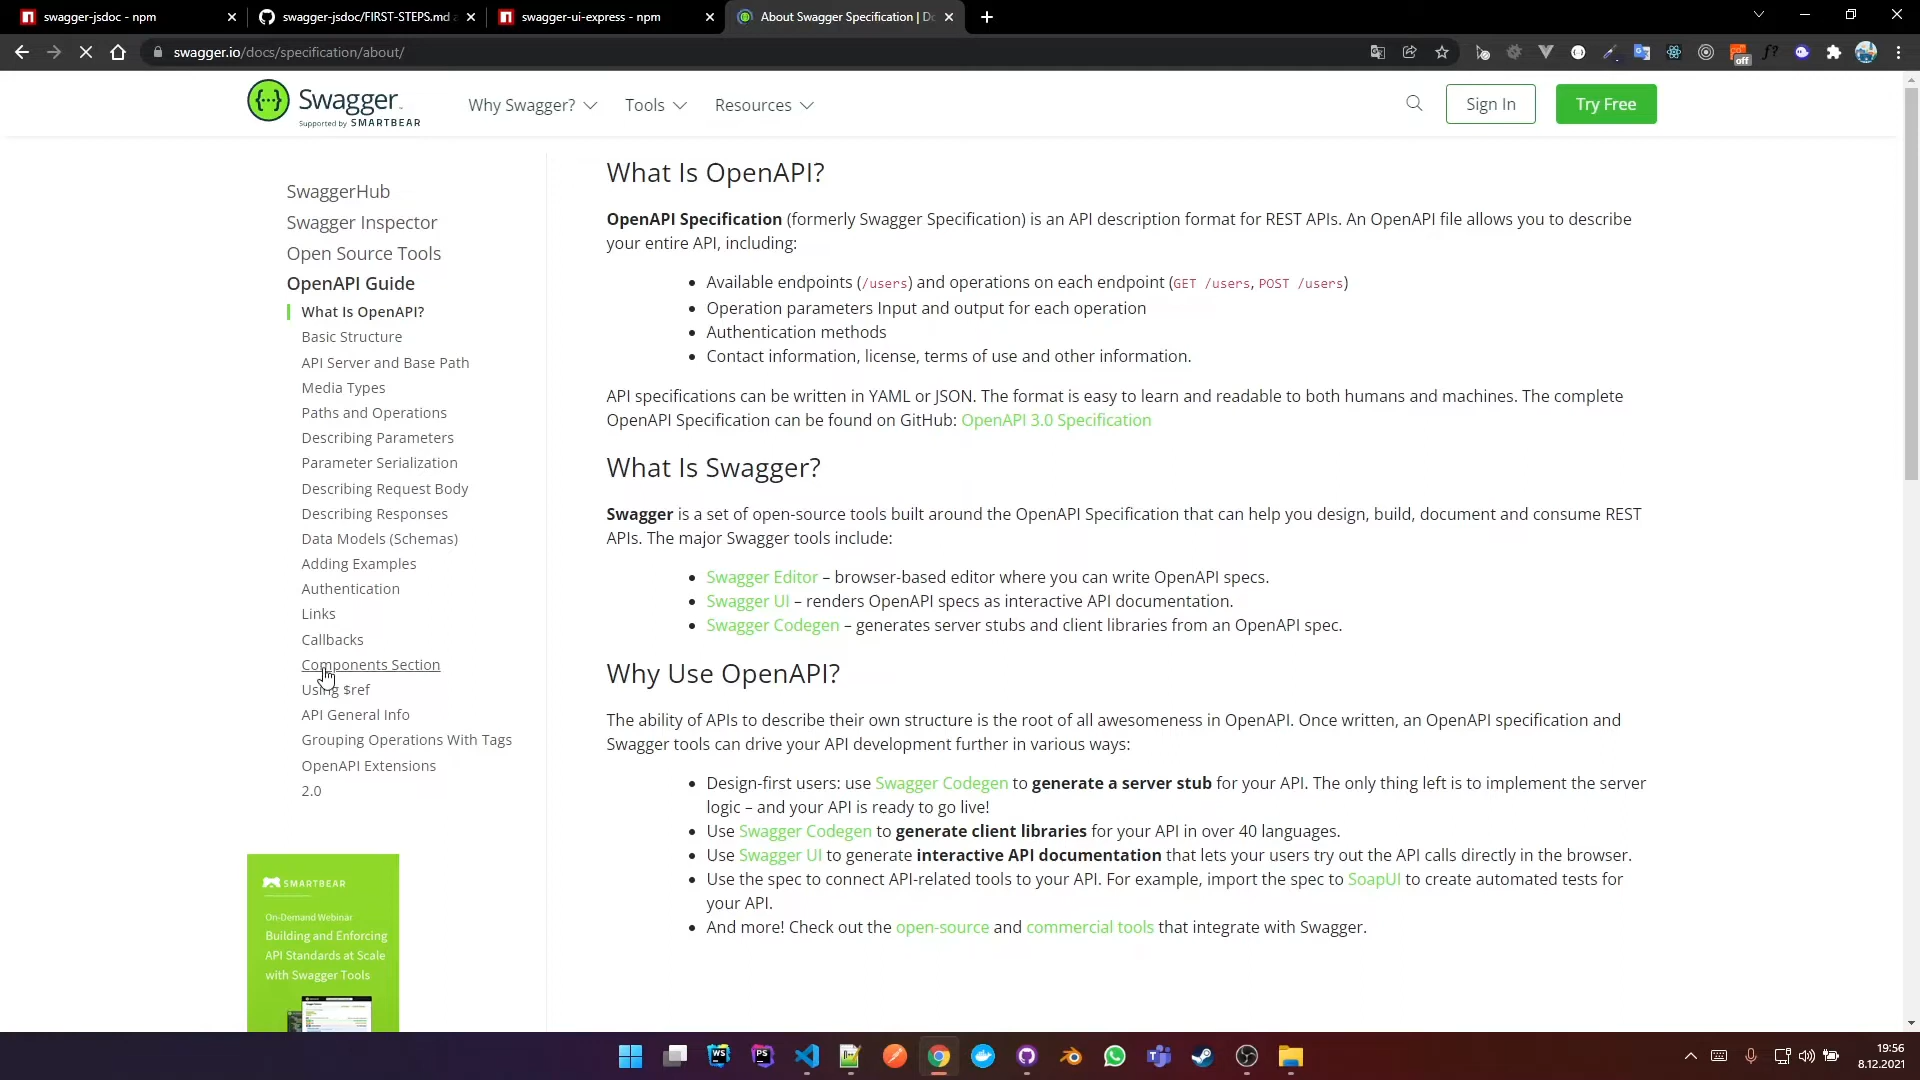 swagger-jsdoc - npm
swagger-jsdoc/FIRST-STEPS.md a
swagger-ui-express - npm
About Swagger Specification | Do
swagger.io/docs/specification/about/
off
f?
Swagger
Supported by SMARTBEAR
Why Swagger?
Tools
Resources
Sign In
Try Free
SwaggerHub
Swagger Inspector
Open Source Tools
OpenAPI Guide
What Is OpenAPI?
Basic Structure
API Server and Base Path
Media Types
Paths and Operations
Describing Parameters
Parameter Serialization
Describing Request Body
Describing Responses
Data Models (Schemas)
Adding Examples
Authentication
Links
Callbacks
Components Section
Using $ref
API General Info
Grouping Operations With Tags
OpenAPI Extensions
2.0
SMARTBEAR
On-Demand Webinar
Building and Enforcing
API Standards at Scale
with Swagger Tools
What Is OpenAPI?
OpenAPI Specification (formerly Swagger Specification) is an API description format for REST APIs. An OpenAPI file allows you to describe
your entire API, including:
• Available endpoints (/users) and operations on each endpoint (GET /users, POST /users)
• Operation parameters Input and output for each operation
• Authentication methods
• Contact information, license, terms of use and other information.
API specifications can be written in YAML or JSON. The format is easy to learn and readable to both humans and machines. The complete
OpenAPI Specification can be found on GitHub: OpenAPI 3.0 Specification
What Is Swagger?
Swagger is a set of open-source tools built around the OpenAPI Specification that can help you design, build, document and consume REST
APIs. The major Swagger tools include:
• Swagger Editor – browser-based editor where you can write OpenAPI specs.
• Swagger UI – renders OpenAPI specs as interactive API documentation.
• Swagger Codegen – generates server stubs and client libraries from an OpenAPI spec.
Why Use OpenAPI?
The ability of APIs to describe their own structure is the root of all awesomeness in OpenAPI. Once written, an OpenAPI specification and
Swagger tools can drive your API development further in various ways:
• Design-first users: use Swagger Codegen to generate a server stub for your API. The only thing left is to implement the server
logic – and your API is ready to go live!
• Use Swagger Codegen to generate client libraries for your API in over 40 languages.
• Use Swagger UI to generate interactive API documentation that lets your users try out the API calls directly in the browser.
• Use the spec to connect API-related tools to your API. For example, import the spec to SoapUI to create automated tests for
your API.
• And more! Check out the open-source and commercial tools that integrate with Swagger.
WS
PS
19:56
8.12.2021